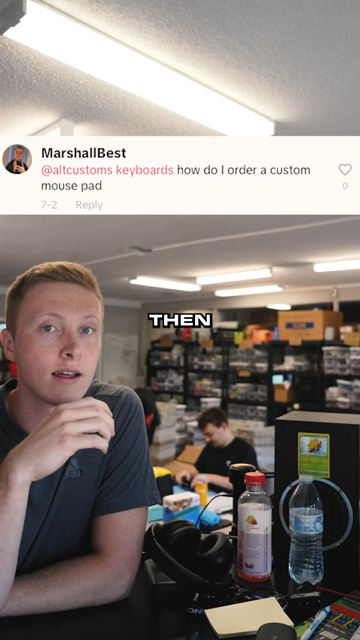 MarshallBest
@altcustoms keyboards how do I order a custom
mouse pad
0
7-2 Reply
THEN